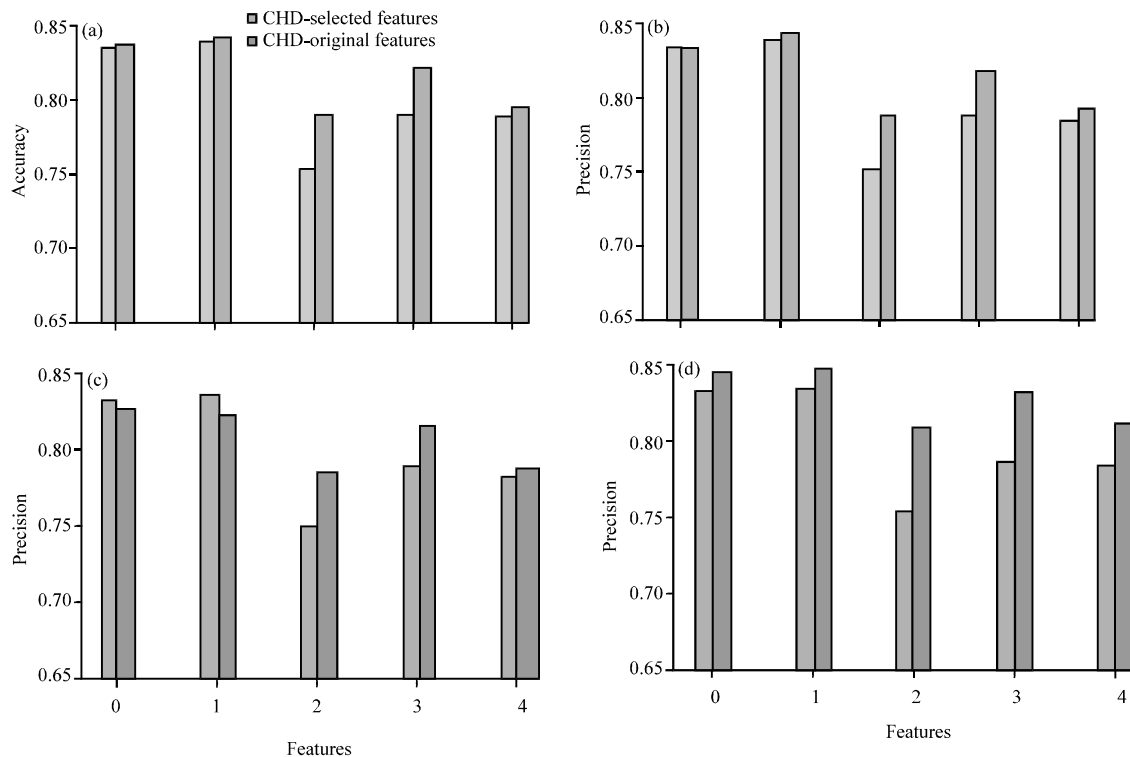 (a)
CHD-selected features
CHD-original features
0.85
0.80
0.75
0.70
0.65
Accuracy
(b)
0.85
0.80
0.75
0.70
0.65
Precision
(c)
0.85
0.80
0.75
0.70
0.65
Precision
0 1 2 3 4
Features
(d)
0.85
0.80
0.75
0.70
0.65
Precision
0 1 2 3 4
Features